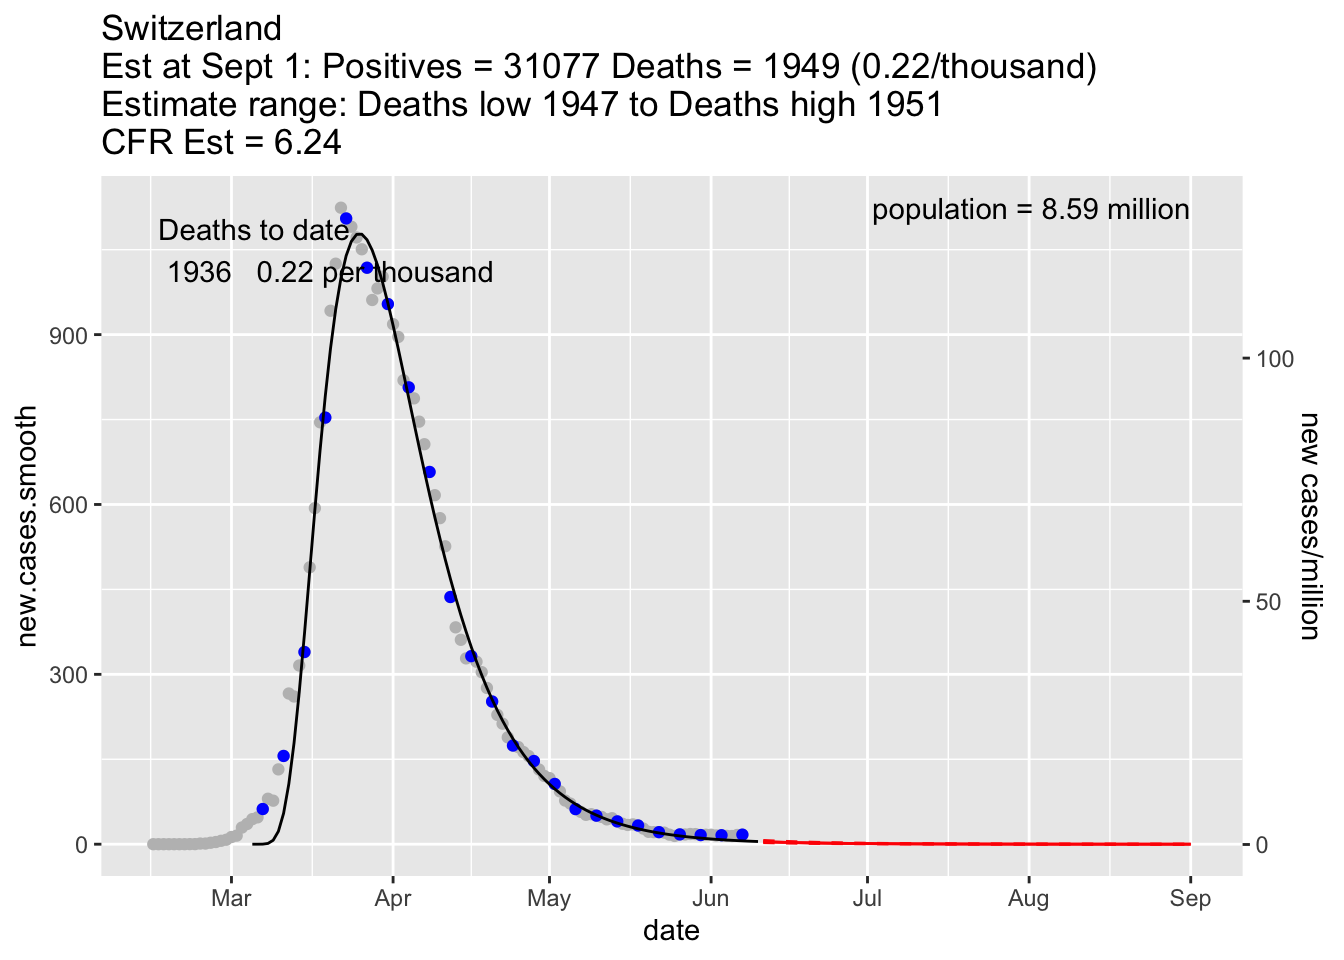 Switzerland
Est at Sept 1: Positives = 31077 Deaths = 1949 (0.22/thousand)
Estimate range: Deaths low 1947 to Deaths high 1951
CFR Est = 6.24
population = 8.59 million
Deaths to date
1936 0.22 per thousand
new.cases.smooth
900
600
300
0
100
50
0
new cases/million
Mar Apr May Jun Jul Aug Sep
date